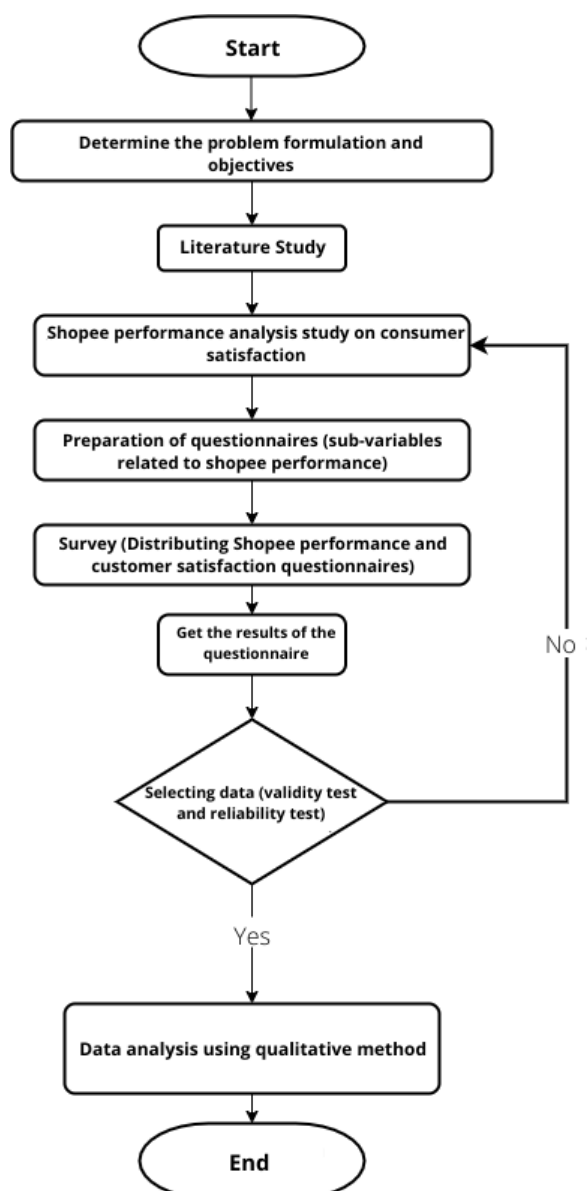 Start
Determine the problem formulation and
objectives
Literature Study
Shopee performance analysis study on consumer
satisfaction
Preparation of questionnaires (sub-variables
related to shopee performance)
Survey (Distributing Shopee performance and
customer satisfaction questionnaires)
Get the results of the
questionnaire
No
Selecting data (validity test
and reliability test)
Yes
Data analysis using qualitative method
End